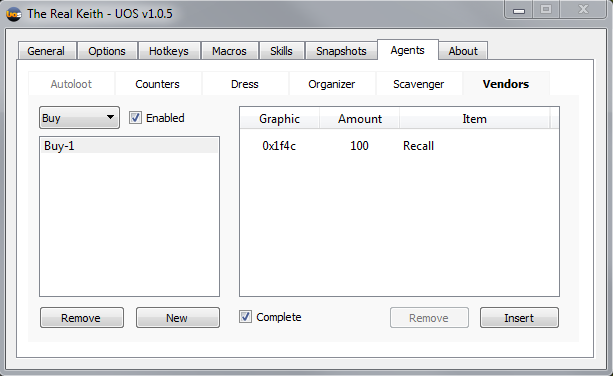 The Real Keith - UOS v1.0.5
General Options Hotkeys Macros Skills Snapshots Agents About
Autoloot Counters Dress Organizer Scavenger Vendors
Buy Enabled
Graphic Amount Item
Buy-1
0x1f4c 100 Recall
Remove New Complete Remove Insert